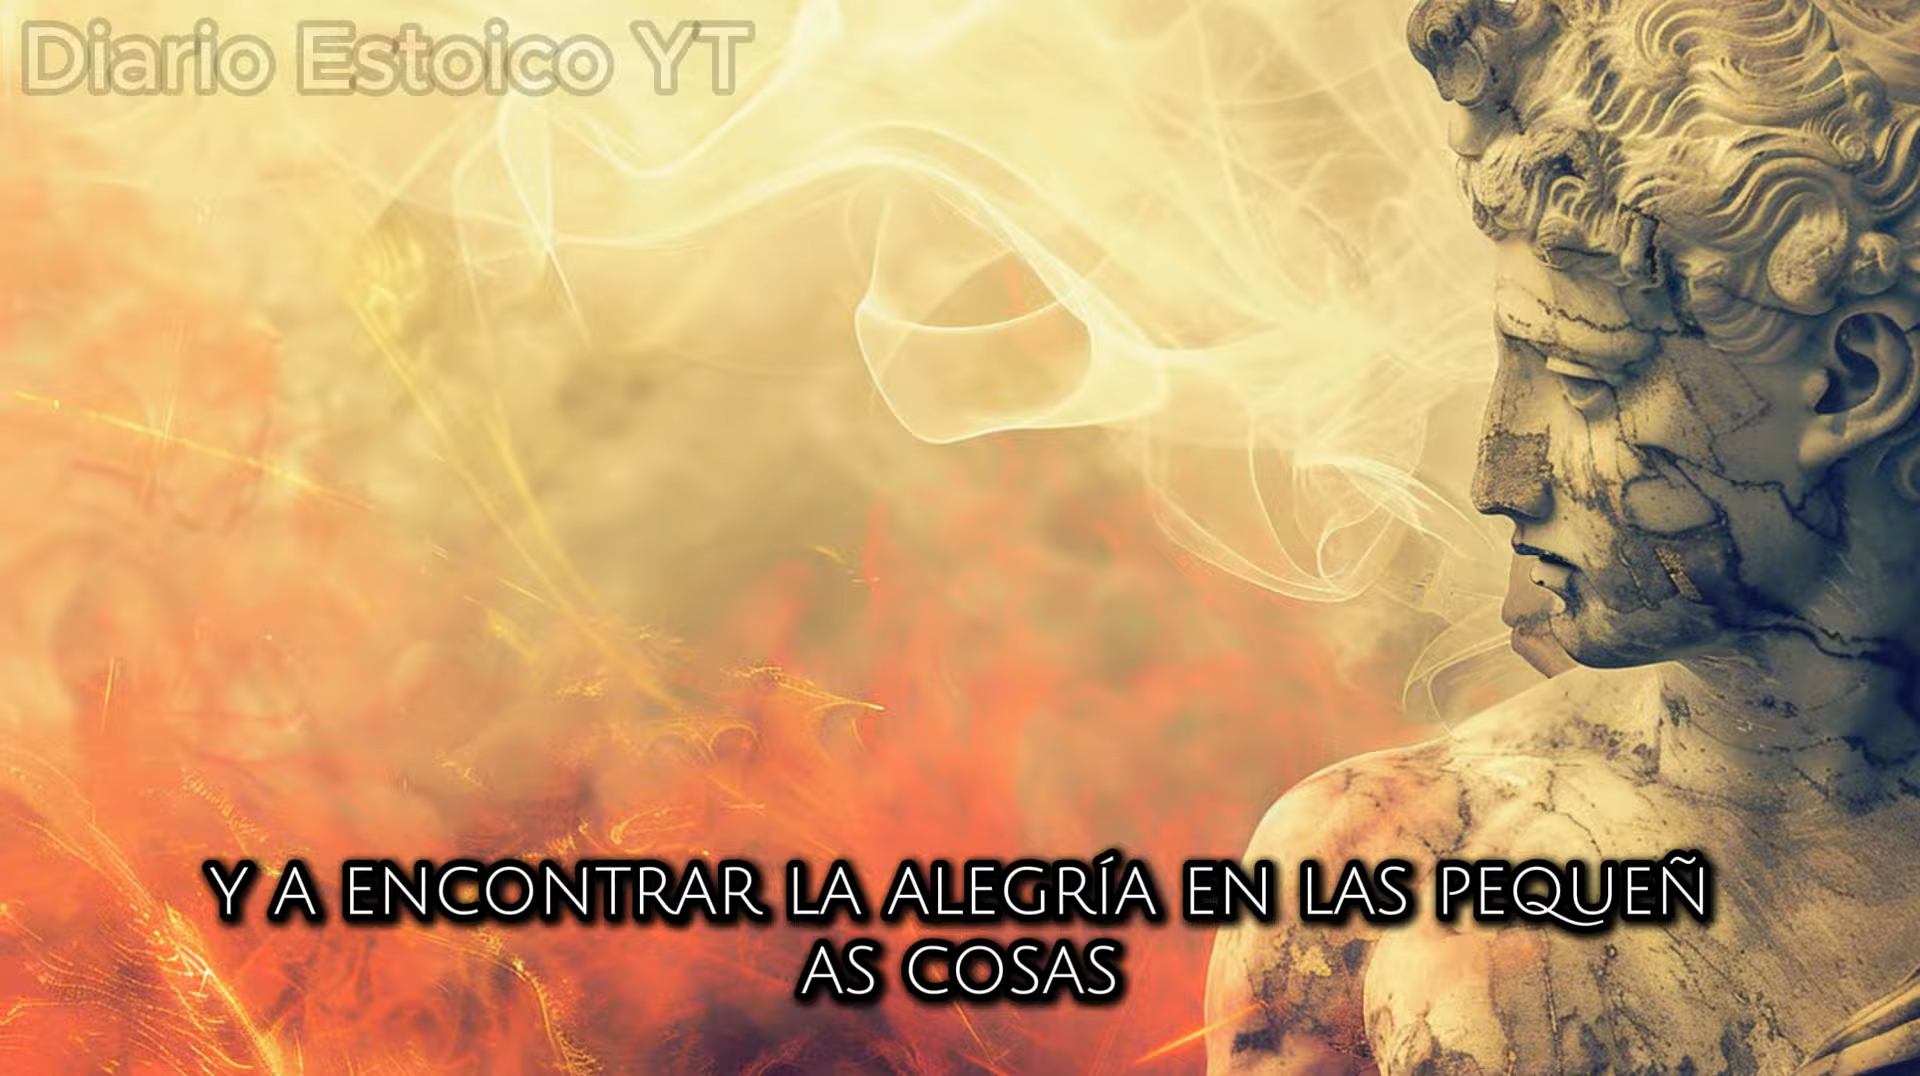 Diario Estoico YT
Y A ENCONTRAR LA ALEGRÍA EN LAS PEQUEÑ
AS COSAS